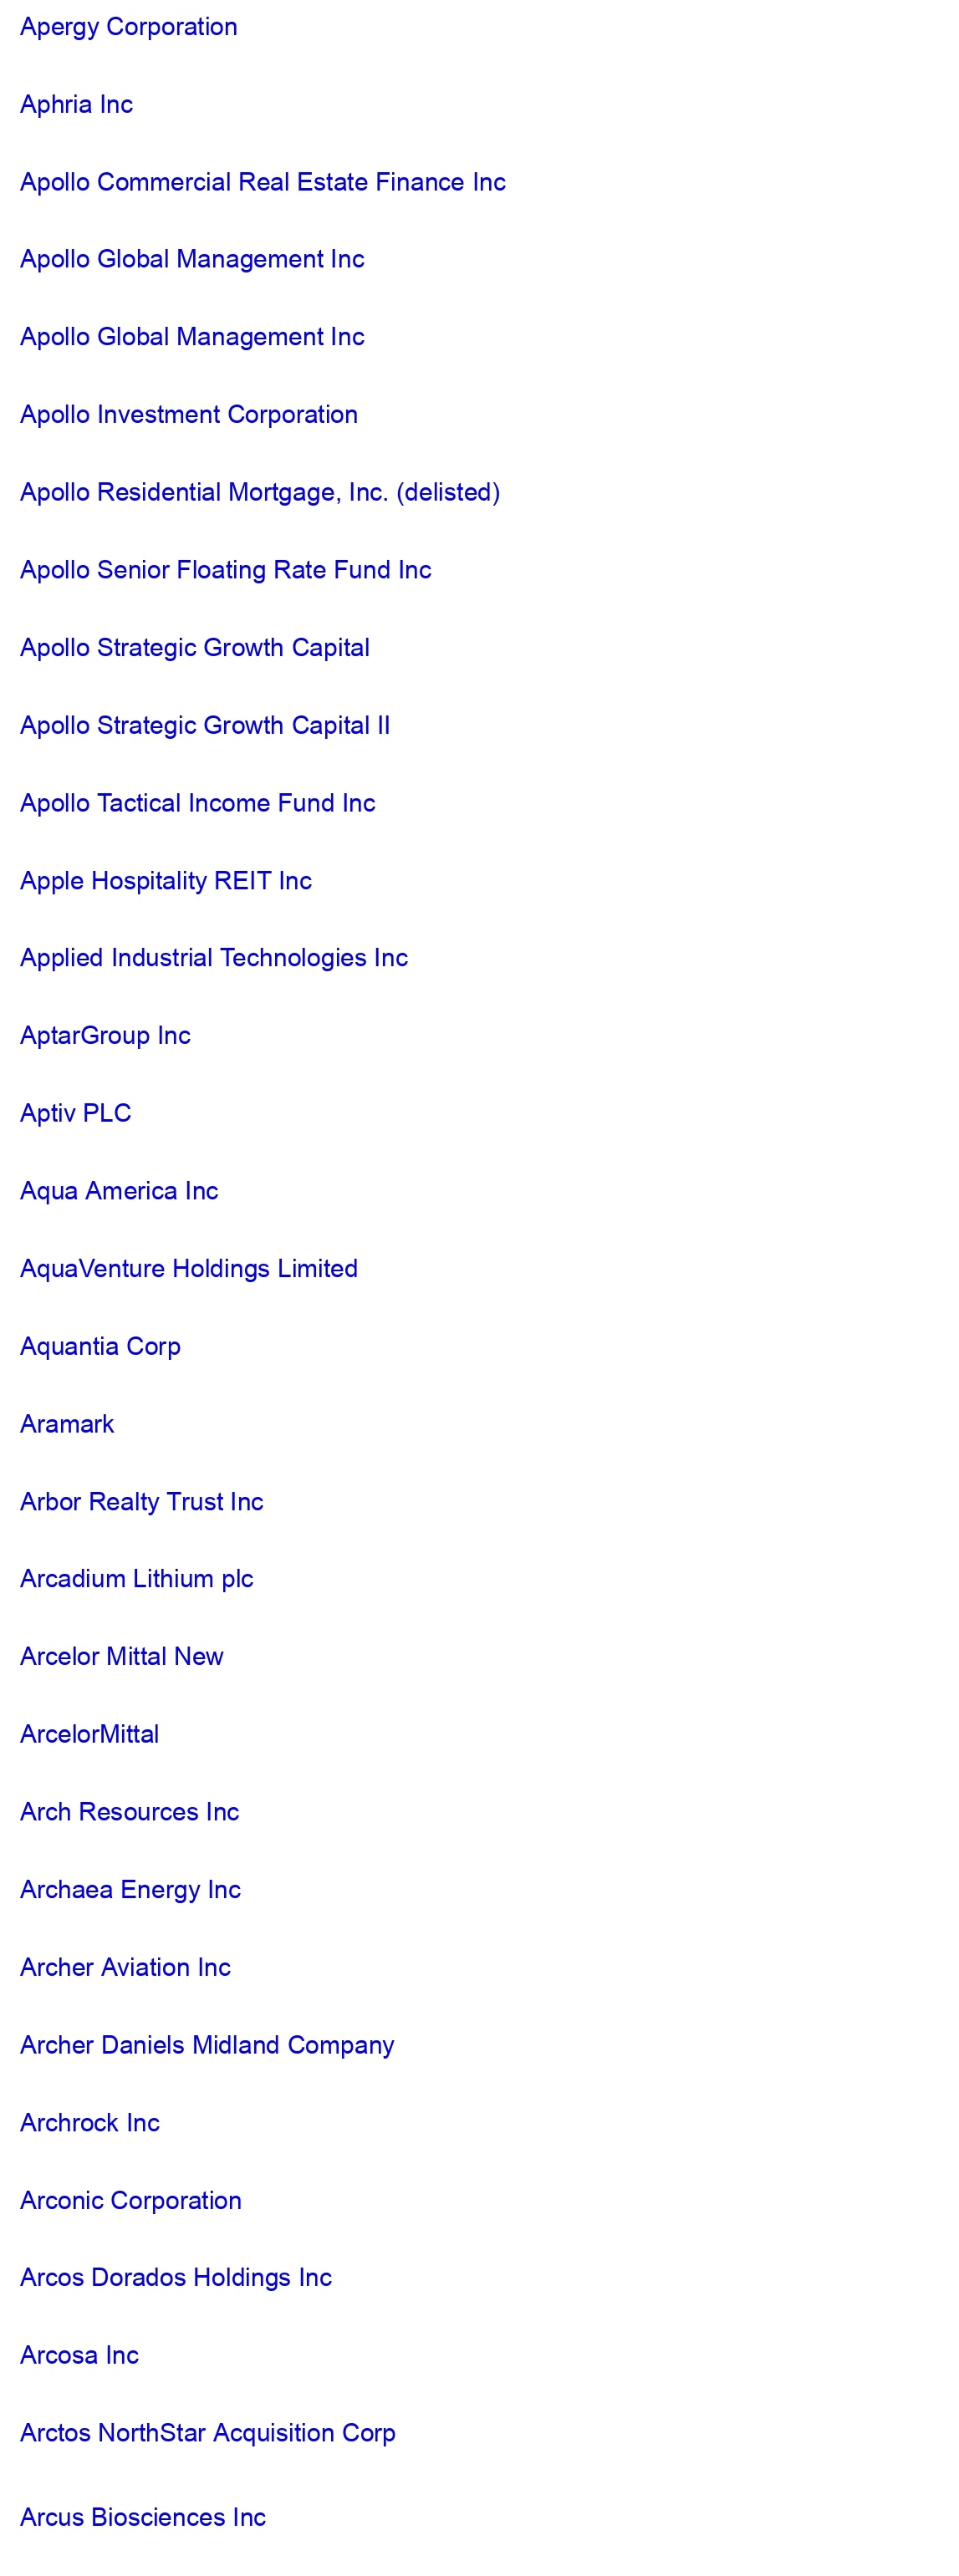 Apergy Corporation
Aphria Inc
Apollo Commercial Real Estate Finance Inc
Apollo Global Management Inc
Apollo Global Management Inc
Apollo Investment Corporation
Apollo Residential Mortgage, Inc. (delisted)
Apollo Senior Floating Rate Fund Inc
Apollo Strategic Growth Capital
Apollo Strategic Growth Capital II
Apollo Tactical Income Fund Inc
Apple Hospitality REIT Inc
Applied Industrial Technologies Inc
AptarGroup Inc
Aptiv PLC
Aqua America Inc
AquaVenture Holdings Limited
Aquantia Corp
Aramark
Arbor Realty Trust Inc
Arcadium Lithium plc
Arcelor Mittal New
ArcelorMittal
Arch Resources Inc
Archaea Energy Inc
Archer Aviation Inc
Archer Daniels Midland Company
Archrock Inc
Arconic Corporation
Arcos Dorados Holdings Inc
Arcosa Inc
Arctos NorthStar Acquisition Corp
Arcus Biosciences Inc